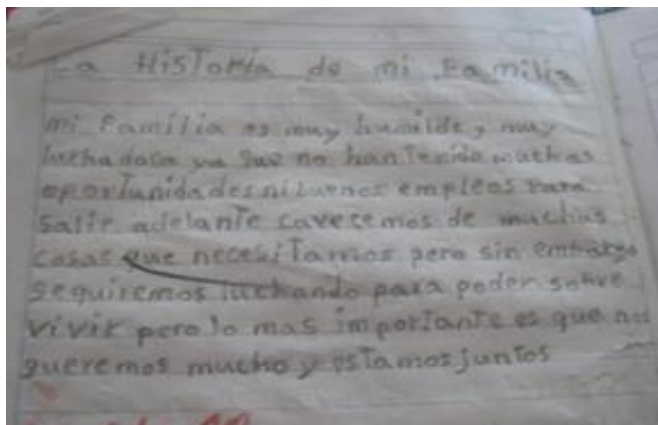 La Historia de mi Familia
mi Familia es muy humilde y muy
luchadora ya que no han tenido muchas
oportunidades ni buenos empleos para
salir adelante carecemos de muchas
cosas que necesitamos pero sin embargo
seguiremos luchando para poder sobre
vivir pero lo mas importante es que nos
queremos mucho y estamos juntos